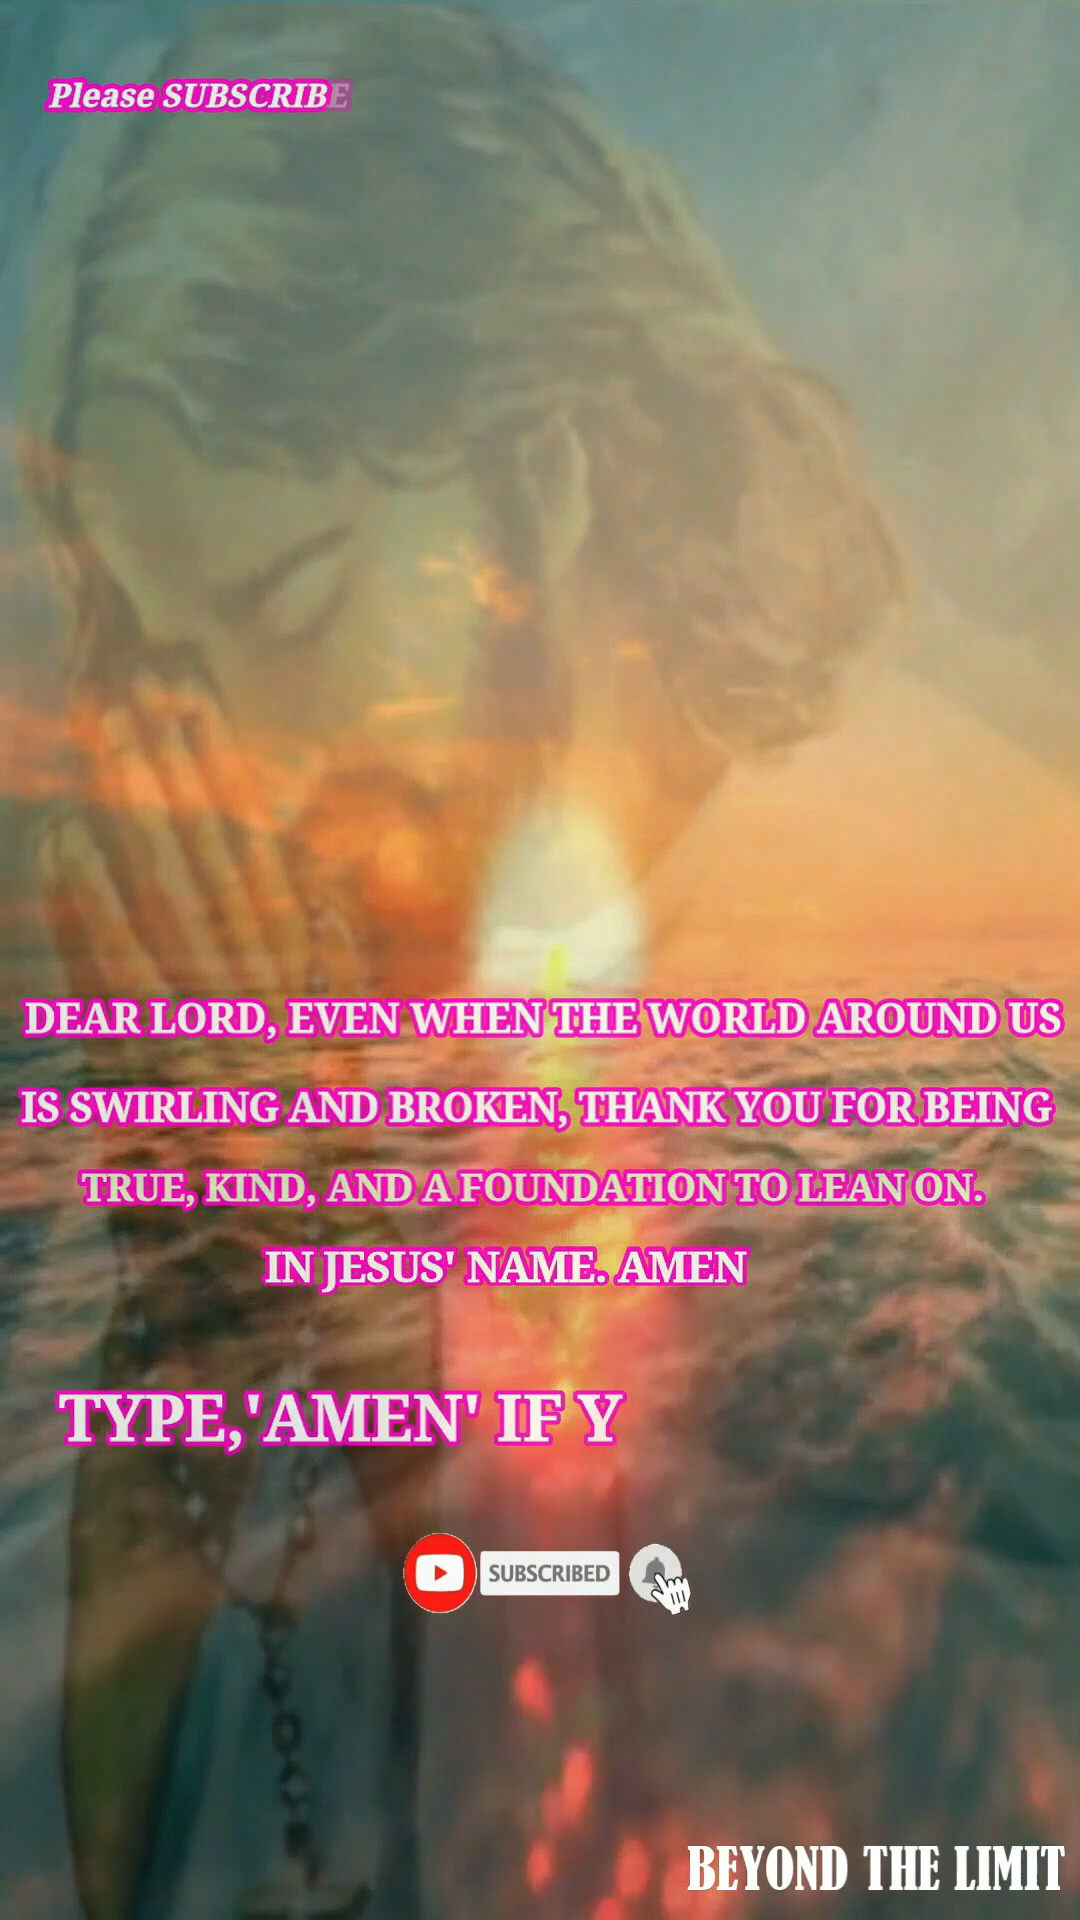 Please SUBSCRIBE
DEAR LORD, EVEN WHEN THE WORLD AROUND US
IS SWIRLING AND BROKEN, THANK YOU FOR BEING
TRUE, KIND, AND A FOUNDATION TO LEAN ON.
IN JESUS' NAME. AMEN
TYPE,'AMEN' IF Y
SUBSCRIBED
BEYOND THE LIMIT